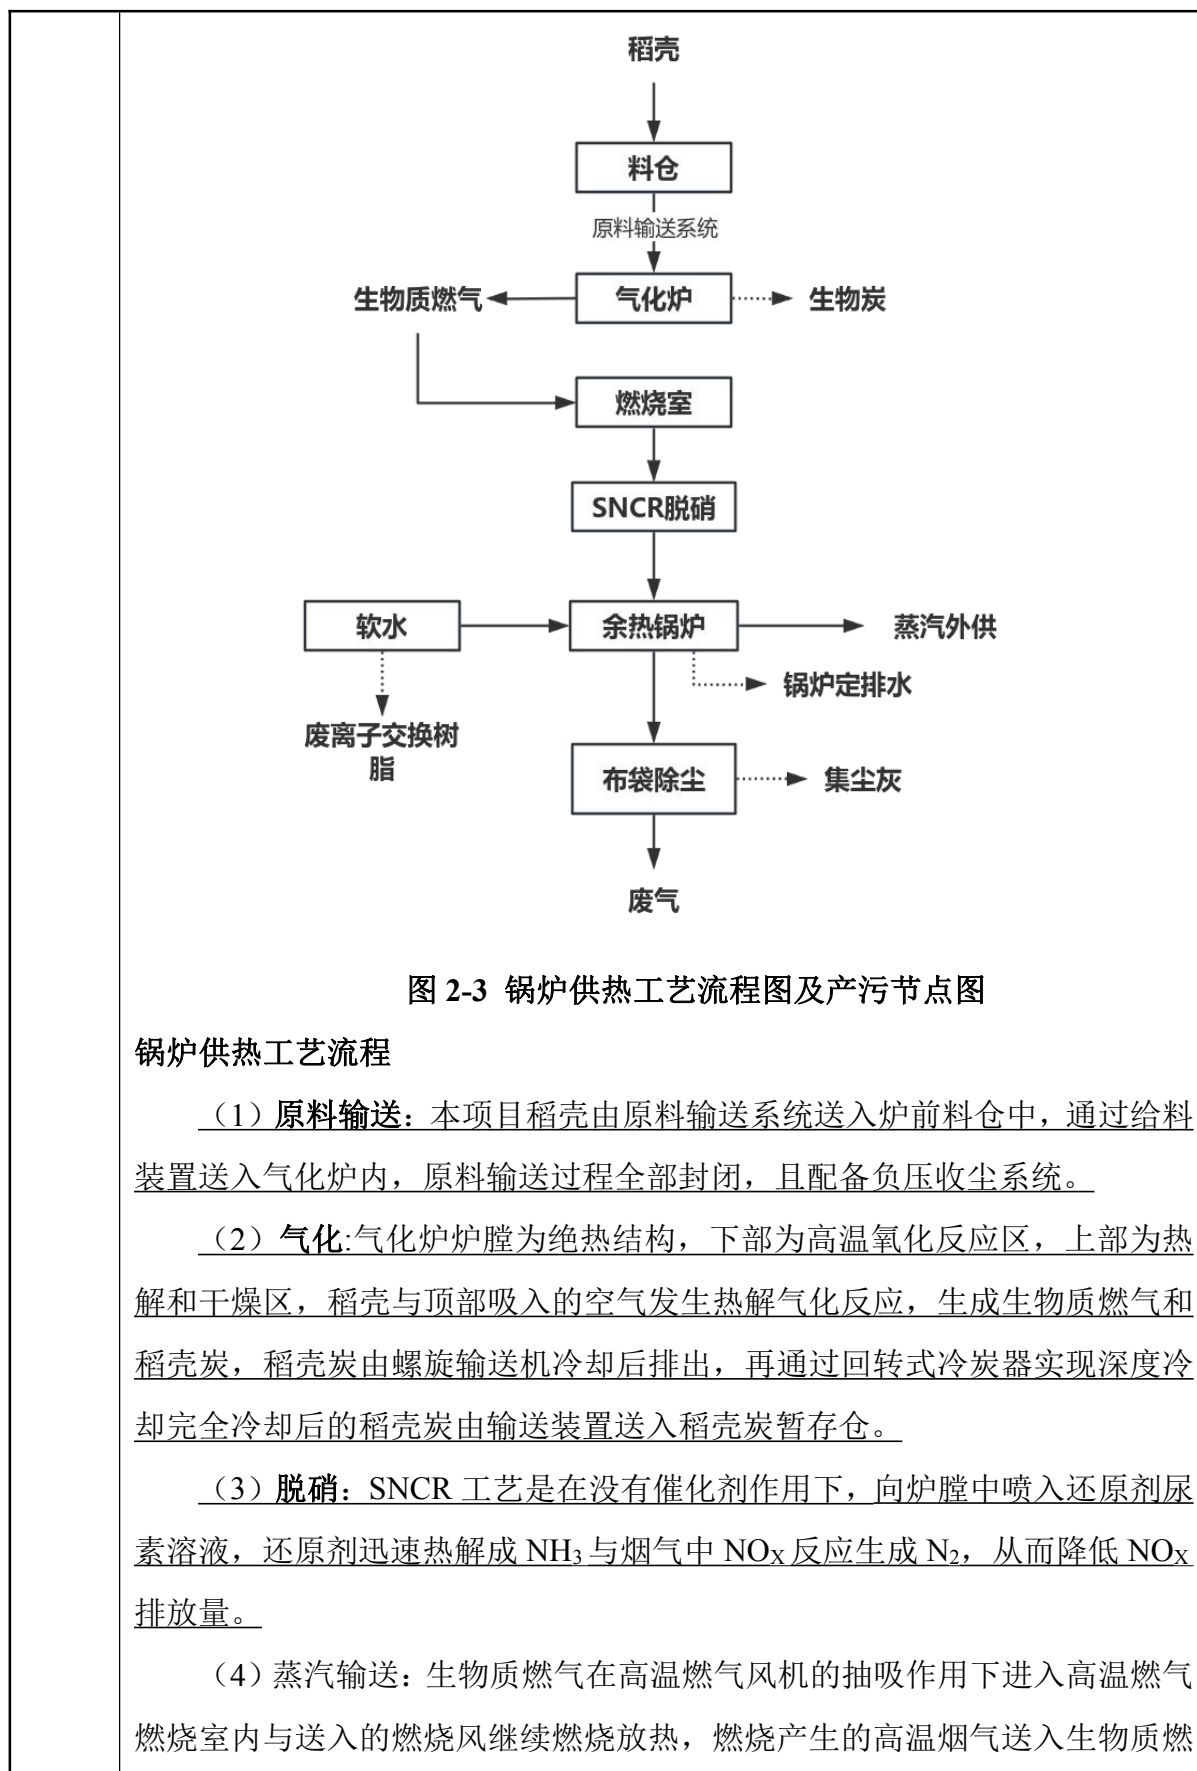 稻壳
料仓
原料输送系统
生物质燃气
气化炉
生物炭
燃烧室
SNCR脱硝
软水
余热锅炉
蒸汽外供
锅炉定排水
废离子交换树
脂
布袋除尘
集尘灰
废气
图 2-3 锅炉供热工艺流程图及产污节点图
锅炉供热工艺流程
（1）原料输送：本项目稻壳由原料输送系统送入炉前料仓中，通过给料
装置送入气化炉内，原料输送过程全部封闭，且配备负压收尘系统。
（2）气化:气化炉炉膛为绝热结构，下部为高温氧化反应区，上部为热
解和干燥区，稻壳与顶部吸入的空气发生热解气化反应，生成生物质燃气和
稻壳炭，稻壳炭由螺旋输送机冷却后排出，再通过回转式冷炭器实现深度冷
却完全冷却后的稻壳炭由输送装置送入稻壳炭暂存仓。
（3）脱硝：SNCR 工艺是在没有催化剂作用下，向炉膛中喷入还原剂尿
素溶液，还原剂迅速热解成 NH₃与烟气中 NOX反应生成 N₂，从而降低 NOX
排放量。
（4）蒸汽输送：生物质燃气在高温燃气风机的抽吸作用下进入高温燃气
燃烧室内与送入的燃烧风继续燃烧放热，燃烧产生的高温烟气送入生物质燃